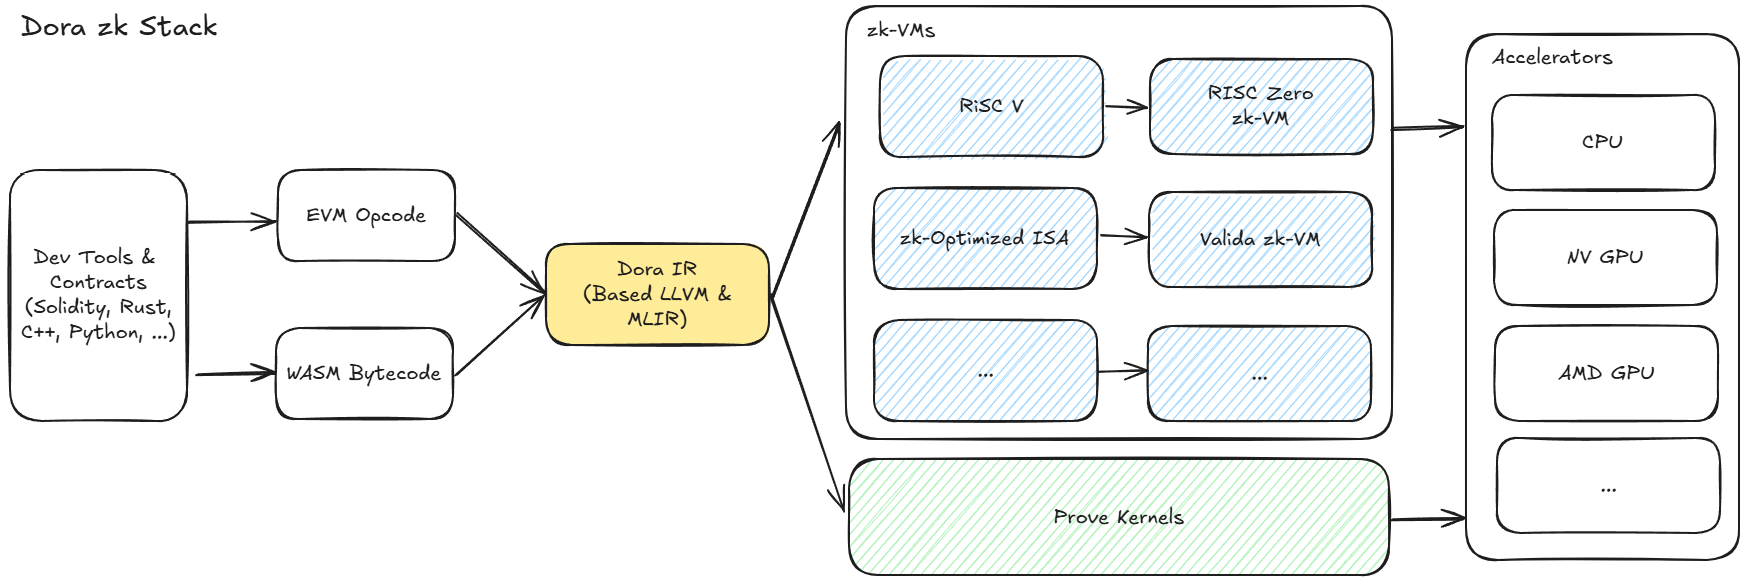 Dora zk Stack
Dev Tools &
Contracts
(Solidity, Rust,
C++, Python, ...)
EVM Opcode
WASM Bytecode
Dora IR
(Based LLVM &
MLIR)
zk-VMs
RiSC V
RISC Zero
zk-VM
zk-Optimized ISA
Valida zk-VM
...
...
Prove Kernels
Accelerators
CPU
NV GPU
AMD GPU
...